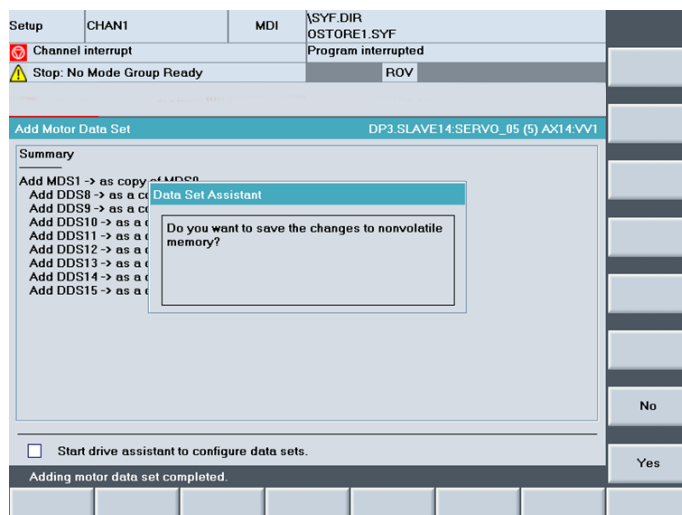 Setup CHAN1 MDI \SYF.DIR
OSTORE1.SYF
Channel interrupt Program interrupted
Stop: No Mode Group Ready ROV
Add Motor Data Set DP3.SLAVE14:SERVO_05 (5) AX14:VV1
Summary
Add MDS1 -> as copy of MDS0
Add DDS8 -> as a
Add DDS9 -> as a
Add DDS10 -> as a
Add DDS11 -> as a
Add DDS12 -> as a
Add DDS13 -> as a
Add DDS14 -> as a
Add DDS15 -> as a
Data Set Assistant
Do you want to save the changes to nonvolatile
memory?
No
Start drive assistant to configure data sets.
Yes
Adding motor data set completed.